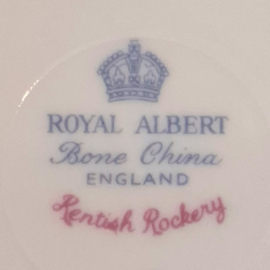 ROYAL ALBERT
Bone China
ENGLAND
Kentish Rockery